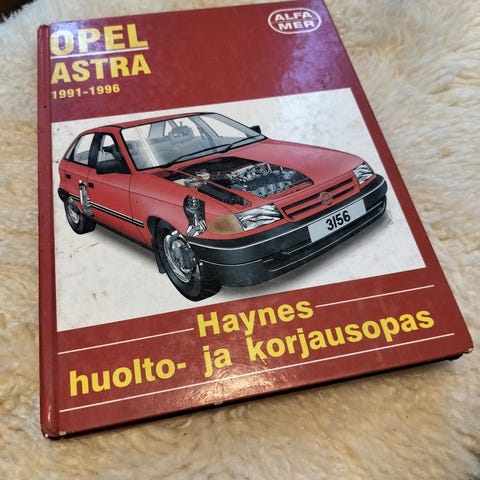 OPEL
ASTRA
1991-1996
ALFA
MER
3156
Haynes
huolto- ja korjausopas